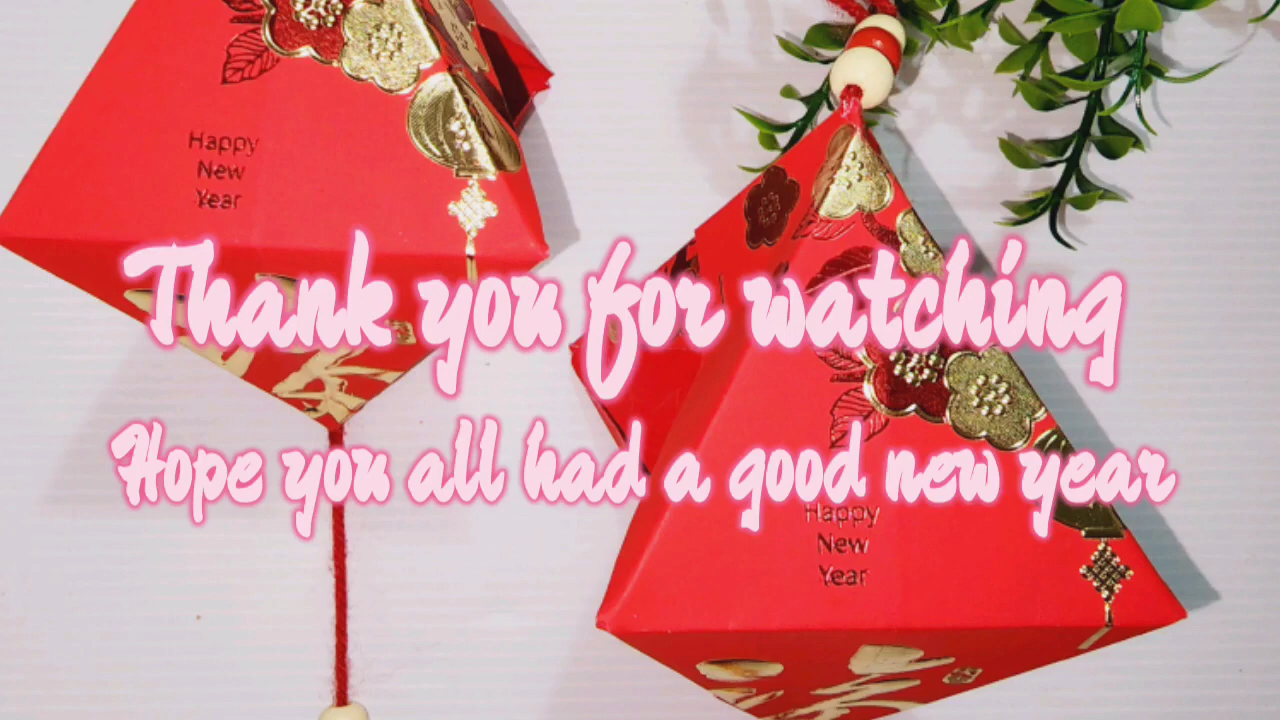 Happy
New
Year
Thank you for watching
Hope you all had a good new year
Happy
New
Year